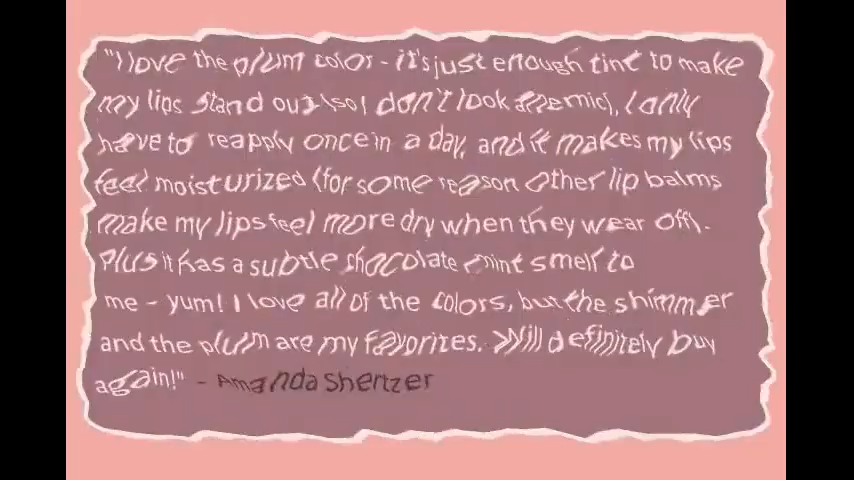 "I love the plum color - it's just enough tint to make
my lips stand out (so I don't look anemic), I only
have to reapply once in a day, and it makes my lips
feel moisturized (for some reason other lip balms
make my lips feel more dry when they wear off).
Plus it has a subtle chocolate mint smell to
me - yum! I love all of the colors, but the shimmer
and the plum are my favorites. Will definitely buy
again!" - Amanda Shertzer